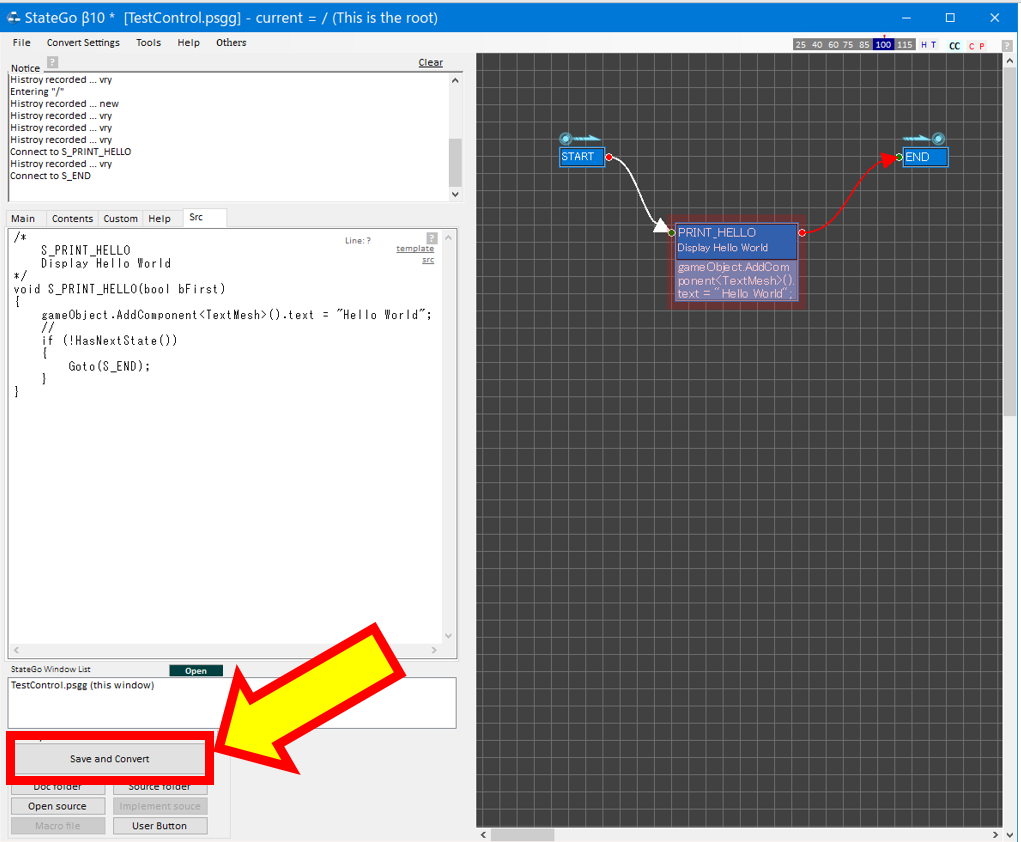 StateGo β10 *  [TestControl.psgg] - current = / (This is the root)
File Convert Settings Tools Help Others
25 40 60 75 85 100 115 H T CC C P ?
Notice ? Clear
Histroy recorded ... vry
Entering "/"
Histroy recorded ... new
Histroy recorded ... vry
Histroy recorded ... vry
Histroy recorded ... vry
Connect to S_PRINT_HELLO
Histroy recorded ... vry
Connect to S_END
Main Contents Custom Help Src
Line: ? ?
template
src
/*
S_PRINT_HELLO
Display Hello World
*/
void S_PRINT_HELLO(bool bFirst)
{
gameObject.AddComponent<TextMesh>().text = "Hello World";
//
if (!HasNextState())
{
Goto(S_END);
}
}
StateGo Window List Open
TestControl.psgg (this window)
Save and Convert
Doc folder Source folder
Open source Implement souce
Macro file User Button
START
END
PRINT_HELLO
Display Hello World
gameObject.AddCom
ponent<TextMesh>().
text = "Hello World";